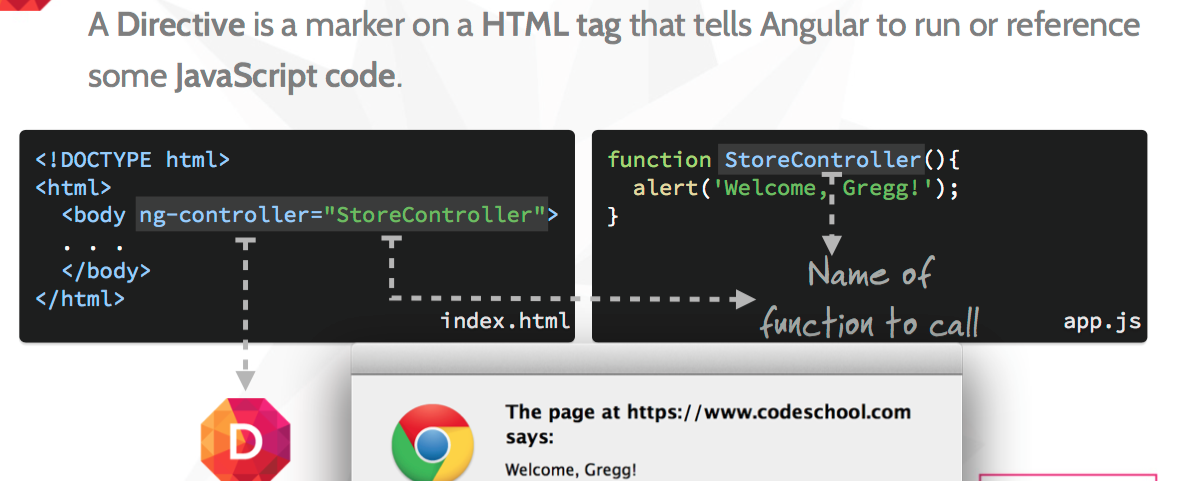 A Directive is a marker on a HTML tag that tells Angular to run or reference
some JavaScript code.
<!DOCTYPE html>
<html>
  <body ng-controller="StoreController">
  . . .
  </body>
</html>
index.html
function StoreController(){
  alert('Welcome, Gregg!');
}
Name of
function to call
app.js
D
The page at https://www.codeschool.com
says:
Welcome, Gregg!